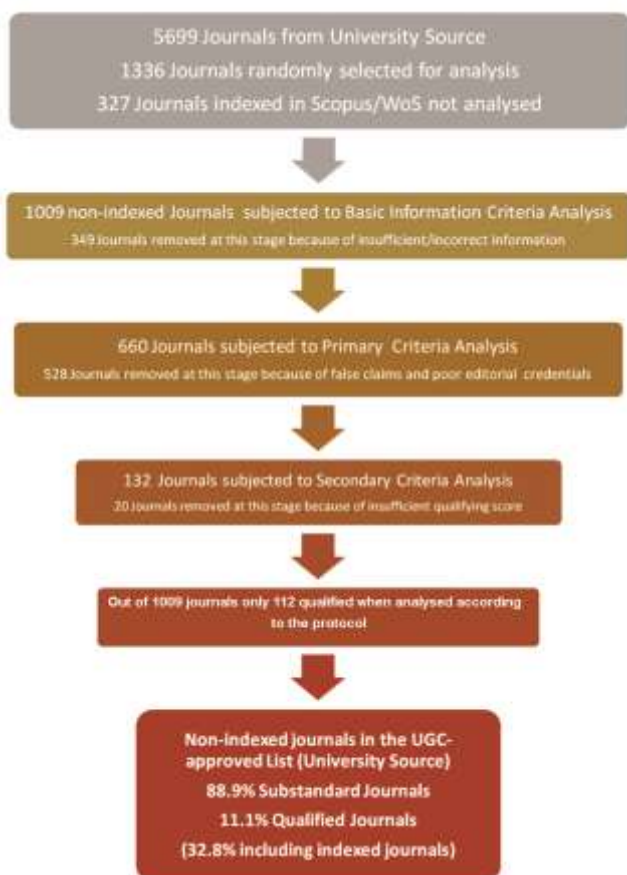 5699 Journals from University Source
1336 Journals randomly selected for analysis
327 Journals indexed in Scopus/WoS not analysed
1009 non-indexed Journals subjected to Basic Information Criteria Analysis
349 Journals removed at this stage because of insufficient/incorrect information
660 Journals subjected to Primary Criteria Analysis
528 Journals removed at this stage because of false claims and poor editorial credentials
132 Journals subjected to Secondary Criteria Analysis
20 Journals removed at this stage because of insufficient qualifying score
Out of 1009 journals only 112 qualified when analysed according
to the protocol
Non-indexed journals in the UGC-
approved List (University Source)
88.9% Substandard Journals
11.1% Qualified Journals
(32.8% including indexed journals)